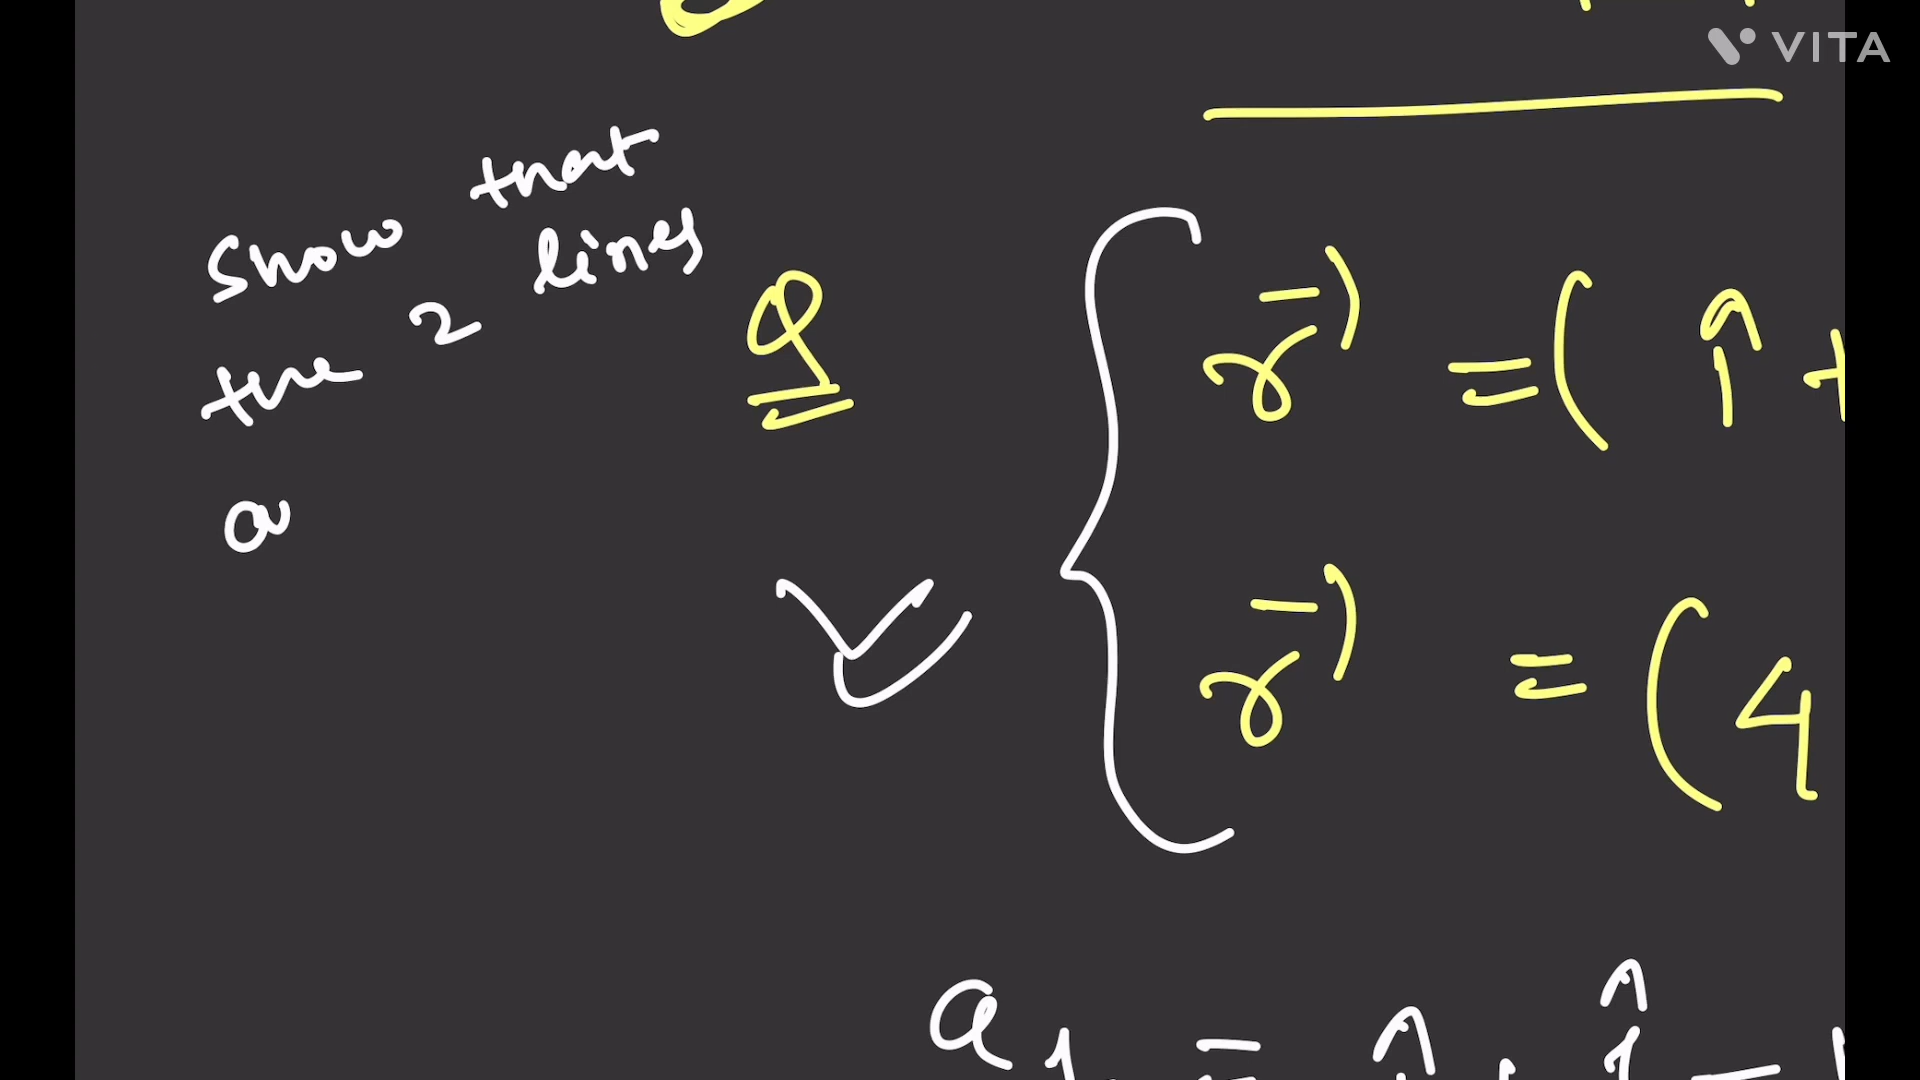 VITA
Show that
the 2 lines
a
Q
r = ( î +
r = ( 4
a1 = î + ĵ -